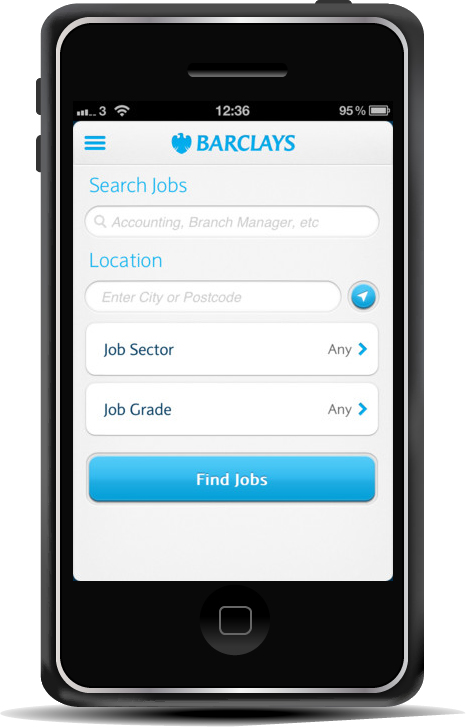 3 12:36 95%
BARCLAYS
Search Jobs
Accounting, Branch Manager, etc
Location
Enter City or Postcode
Job Sector Any
Job Grade Any
Find Jobs